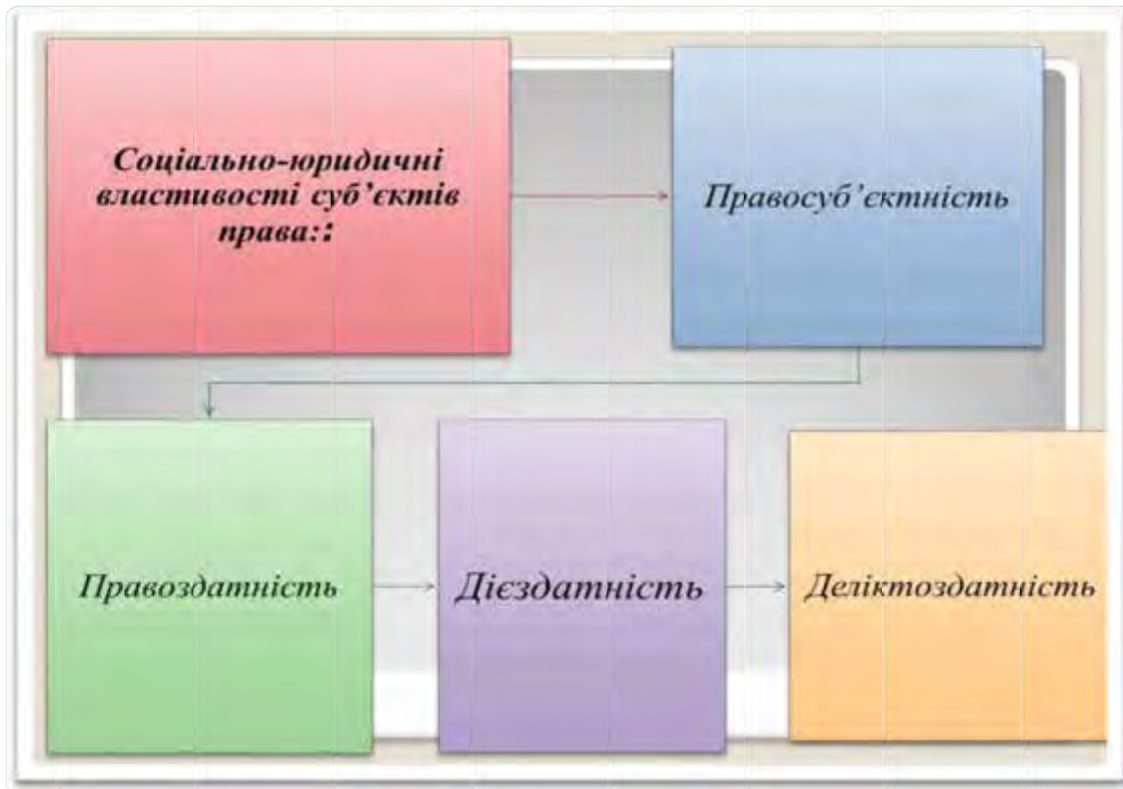 Соціально-юридичні
властивості суб’єктів
права::
Правосуб’єктність
Правоздатність
Дієздатність
Деліктоздатність